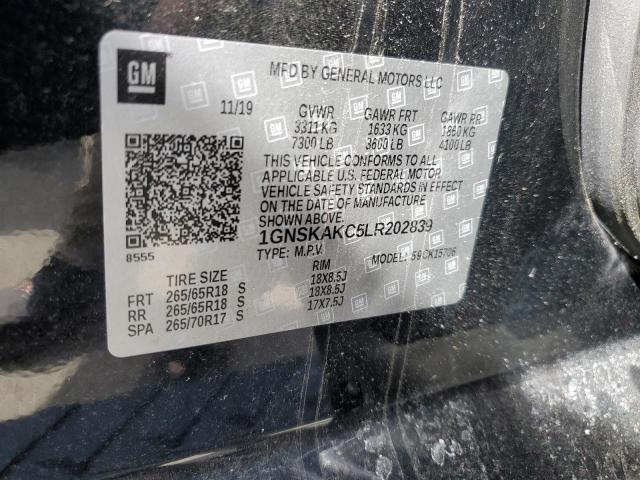 GM
MFD BY GENERAL MOTORS LLC
11/19 GVWR GAWR FRT GAWR RR
3311 KG 1633 KG 1860 KG
7300 LB 3600 LB 4100 LB
THIS VEHICLE CONFORMS TO ALL
APPLICABLE U.S. FEDERAL MOTOR
VEHICLE SAFETY STANDARDS IN EFFECT
ON THE DATE OF MANUFACTURE
SHOWN ABOVE.
1GNSKAKC5LR202839
8555 TYPE: M.P.V. MODEL: 59CK15706
TIRE SIZE RIM
FRT 265/65R18 S 18X8.5J
RR 265/65R18 S 18X8.5J
SPA 265/70R17 S 17X7.5J